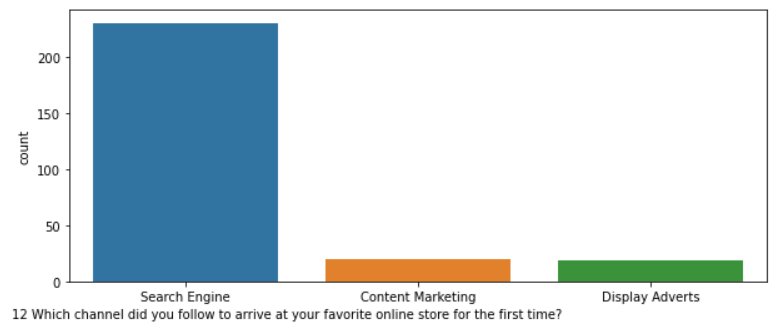 200
150
100
50
0
count
Search Engine Content Marketing Display Adverts
12 Which channel did you follow to arrive at your favorite online store for the first time?